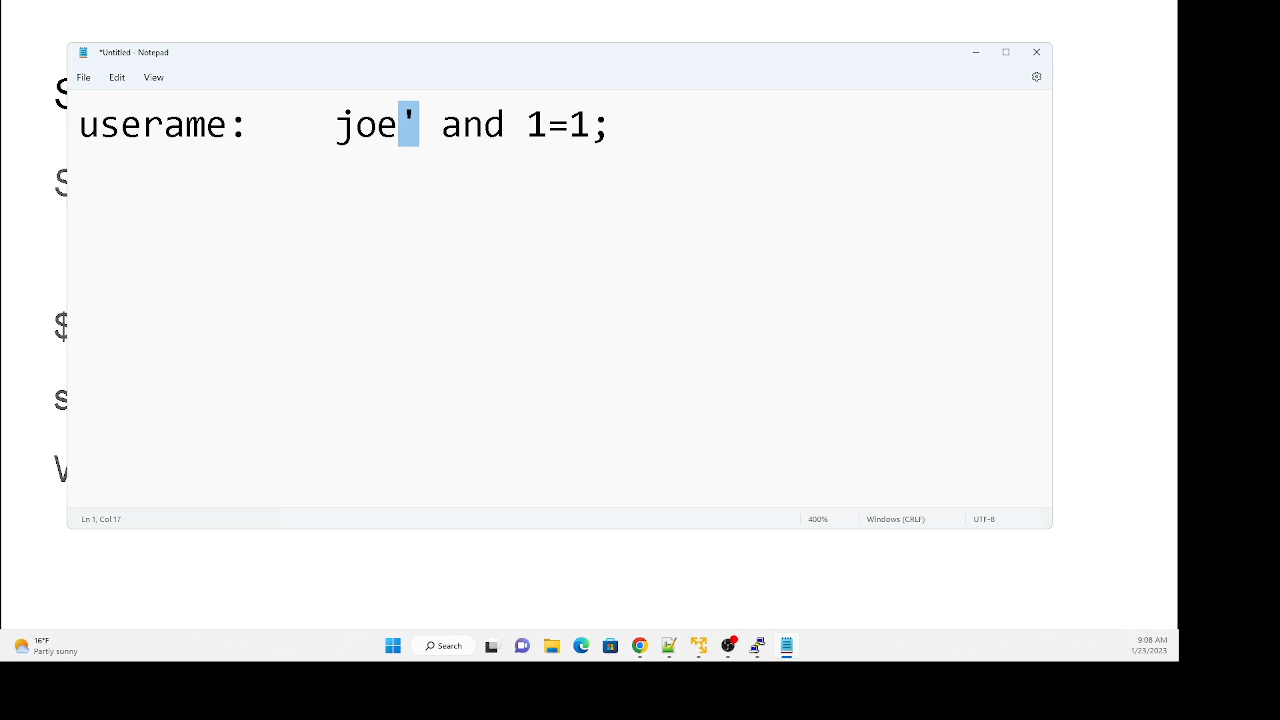 *Untitled - Notepad
File Edit View
userame: joe' and 1=1;
Ln 1, Col 17 400% Windows (CRLF) UTF-8
16°F
Partly sunny
Search
9:08 AM
1/23/2023